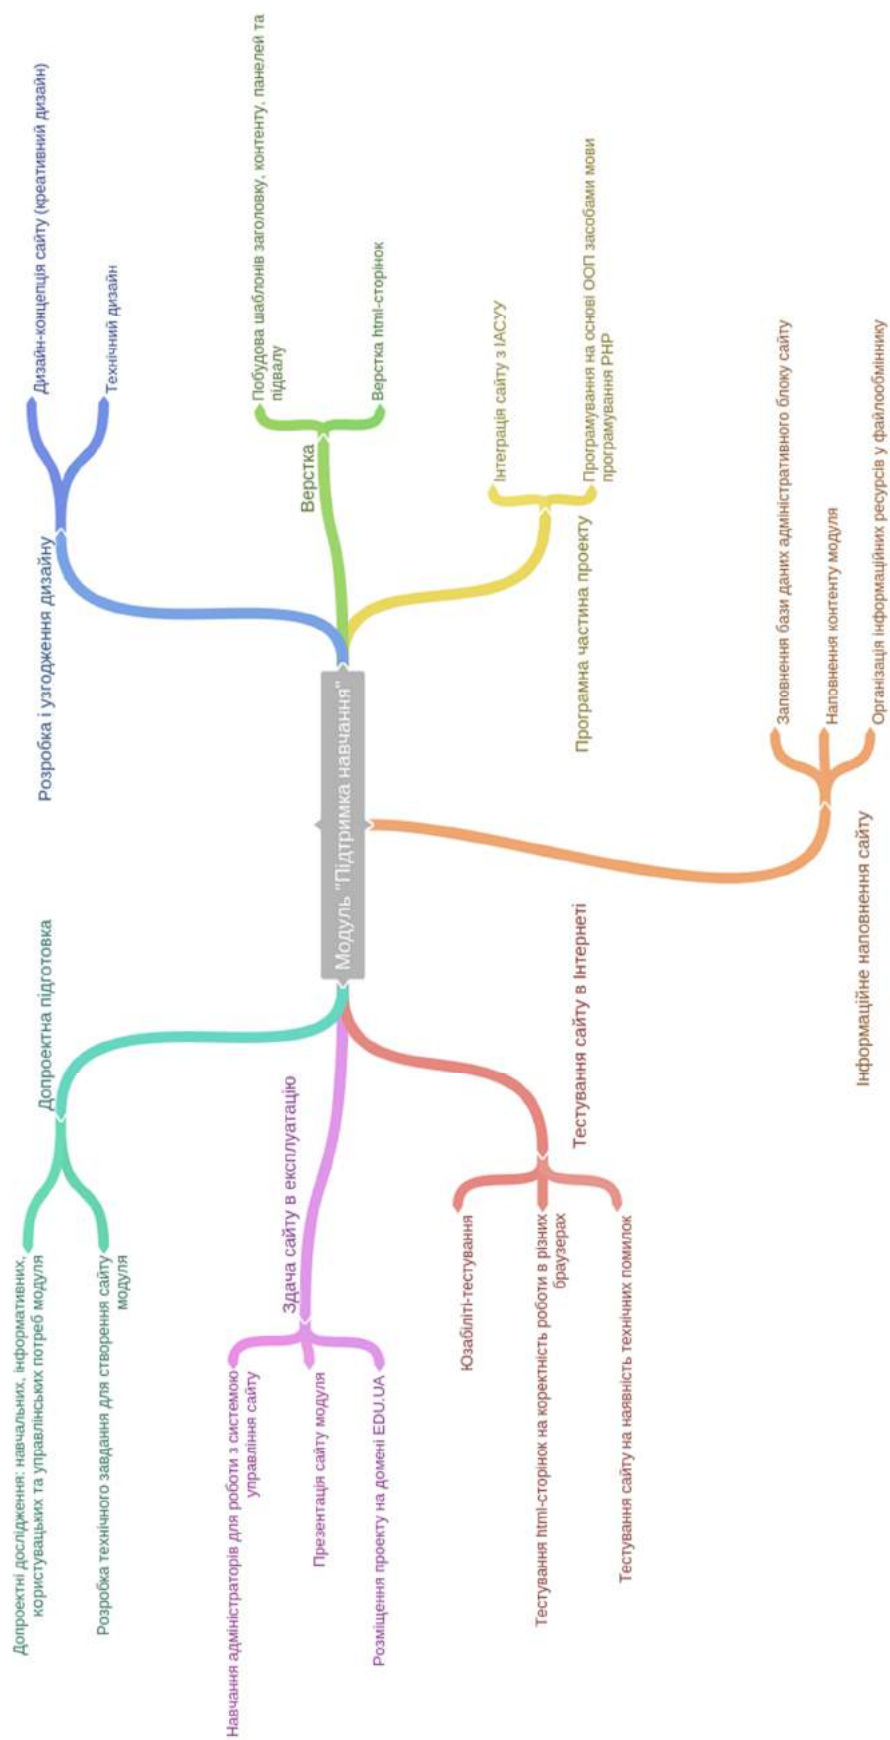 Модуль "Підтримка навчання"
Допроектна підготовка
Допроектні дослідження: навчальних, інформативних,
користувацьких та управлінських потреб модуля
Розробка технічного завдання для створення сайту
модуля
Розробка і узгодження дизайну
Дизайн-концепція сайту (креативний дизайн)
Технічний дизайн
Здача сайту в експлуатацію
Навчання адміністраторів для роботи з системою
управління сайту
Презентація сайту модуля
Розміщення проекту на домені EDU.UA
Верстка
Побудова шаблонів заголовку, контенту, панелей та
підвалу
Верстка html-сторінок
Тестування сайту в Інтернеті
Юзабіліті-тестування
Тестування html-сторінок на коректність роботи в різних
браузерах
Тестування сайту на наявність технічних помилок
Програмна частина проекту
Інтеграція сайту з ІАСУУ
Програмування на основі ООП засобами мови
програмування PHP
Інформаційне наповнення сайту
Заповнення бази даних адміністративного блоку сайту
Наповнення контенту модуля
Організація інформаційних ресурсів у файлообміннику